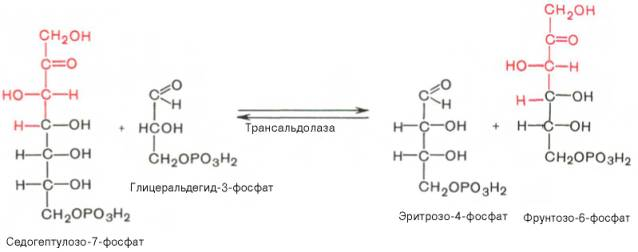 CH₂OH
C=O
HO—C—H
H—C—OH
H—C—OH
H—C—OH
CH₂OPO₃H₂
Седогептулозо-7-фосфат
+
C=O
H
HCOH
CH₂OPO₃H₂
Глицеральдегид-3-фосфат
Трансальдолаза
C=O
H
H—C—OH
H—C—OH
CH₂OPO₃H₂
Эритрозо-4-фосфат
+
CH₂OH
C=O
HO—C—H
H—C—OH
H—C—OH
CH₂OPO₃H₂
Фрунтозо-6-фосфат